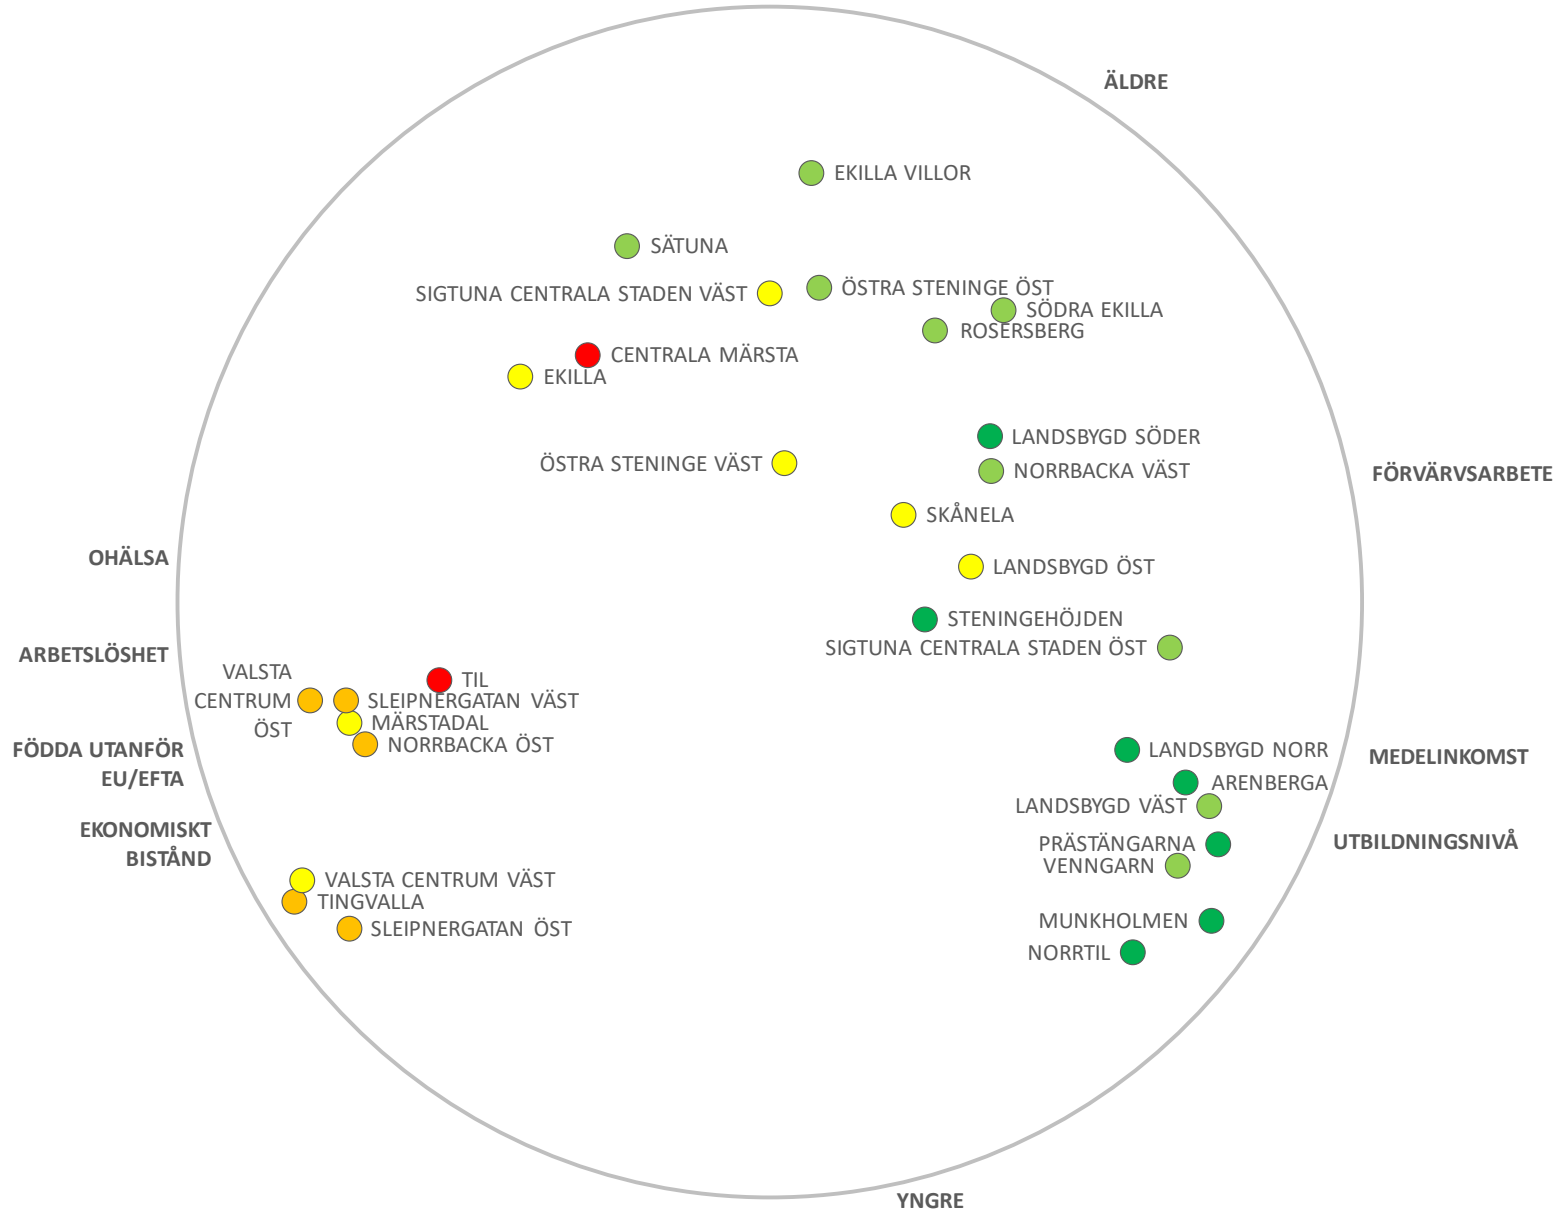 ÄLDRE
EKILLA VILLOR
SÄTUNA
SIGTUNA CENTRALA STADEN VÄST
ÖSTRA STENINGE ÖST
SÖDRA EKILLA
ROSERSBERG
CENTRALA MÄRSTA
EKILLA
LANDSBYGD SÖDER
ÖSTRA STENINGE VÄST
NORRBACKA VÄST
FÖRVÄRVSARBETE
SKÅNELA
OHÄLSA
LANDSBYGD ÖST
STENINGEHÖJDEN
SIGTUNA CENTRALA STADEN ÖST
ARBETSLÖSHET
VALSTA
CENTRUM
ÖST
TIL
SLEIPNERGATAN VÄST
MÄRSTADAL
NORRBACKA ÖST
FÖDDA UTANFÖR
EU/EFTA
LANDSBYGD NORR
MEDELINKOMST
ARENBERGA
LANDSBYGD VÄST
EKONOMISKT
BISTÅND
PRÄSTÄNGARNA
UTBILDNINGSNIVÅ
VENNGARN
VALSTA CENTRUM VÄST
TINGVALLA
SLEIPNERGATAN ÖST
MUNKHOLMEN
NORRTIL
YNGRE